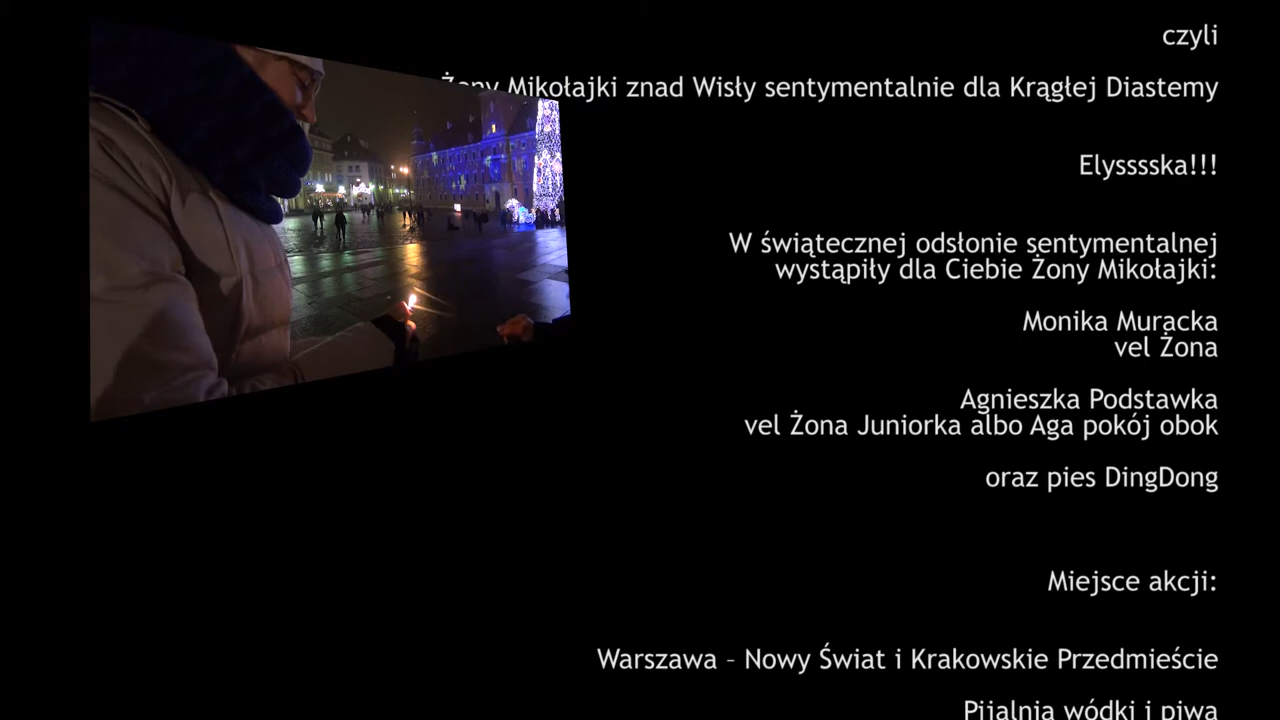 czyli
Żony Mikołajki znad Wisły sentymentalnie dla Krągłej Diastemy
Elysssska!!!
W świątecznej odsłonie sentymentalnej
wystąpiły dla Ciebie Żony Mikołajki:
Monika Muracka
vel Żona
Agnieszka Podstawka
vel Żona Juniorka albo Aga pokój obok
oraz pies DingDong
Miejsce akcji:
Warszawa – Nowy Świat i Krakowskie Przedmieście
Pijalnia wódki i piwa